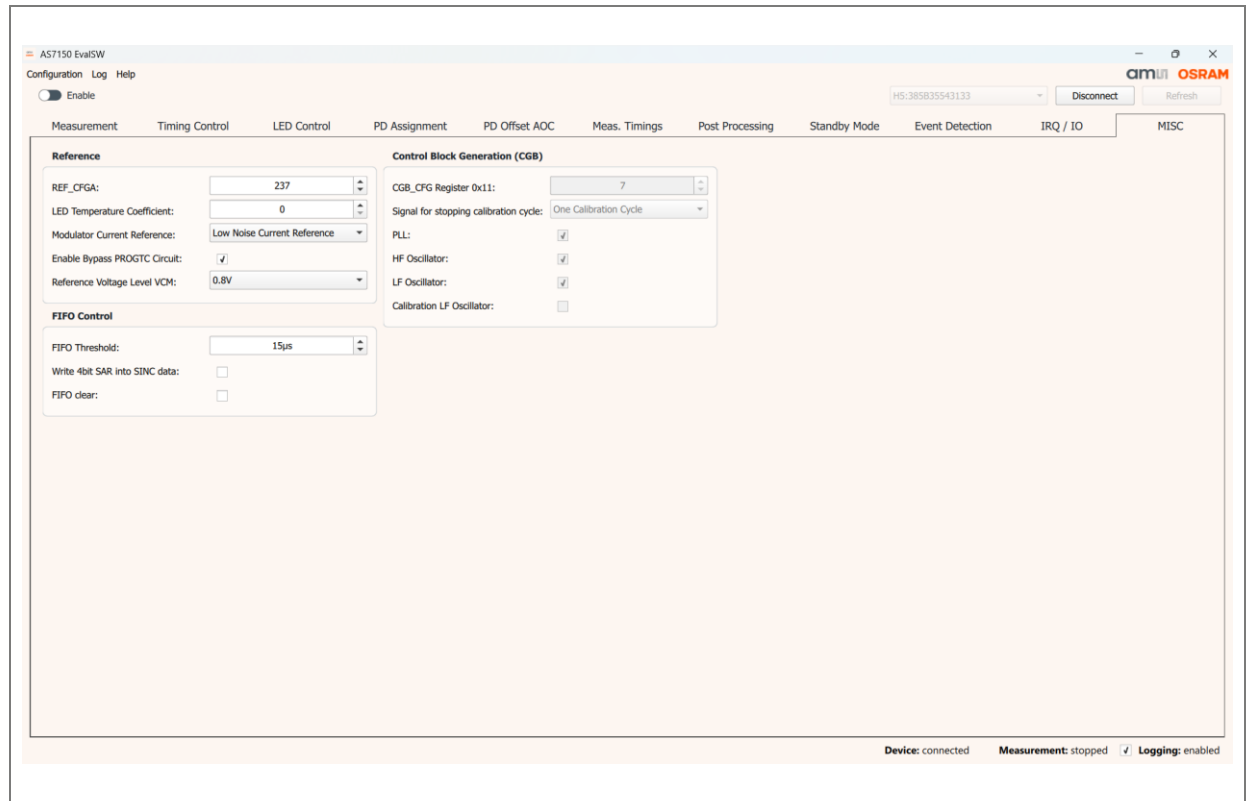 AS7150 EvalSW
Configuration Log Help
am OSRAM
Enable
H5:385B35543133
Disconnect
Refresh
Measurement Timing Control LED Control PD Assignment PD Offset AOC Meas. Timings Post Processing Standby Mode Event Detection IRQ / IO MISC
Reference
REF_CFGA: 237
LED Temperature Coefficient: 0
Modulator Current Reference: Low Noise Current Reference
Enable Bypass PROGTC Circuit:
Reference Voltage Level VCM: 0.8V
FIFO Control
FIFO Threshold: 15µs
Write 4bit SAR into SINC data:
FIFO clear:
Control Block Generation (CGB)
CGB_CFG Register 0x11: 7
Signal for stopping calibration cycle: One Calibration Cycle
PLL:
HF Oscillator:
LF Oscillator:
Calibration LF Oscillator:
Device: connected Measurement: stopped Logging: enabled